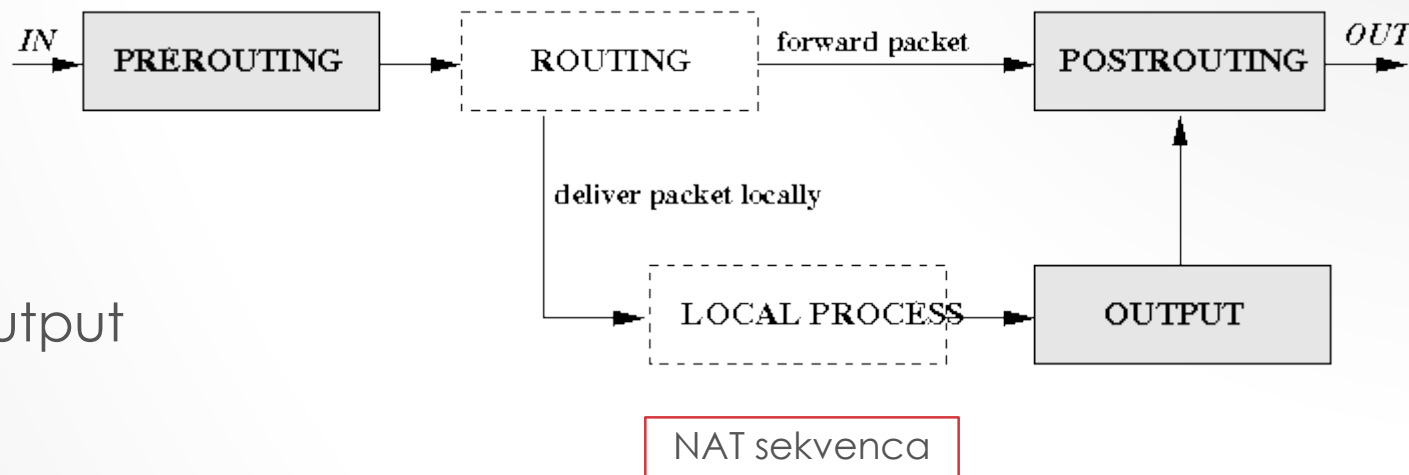 IN
PREROUTING
ROUTING
forward packet
POSTROUTING
OUT
deliver packet locally
LOCAL PROCESS
OUTPUT
utput
NAT sekvenca